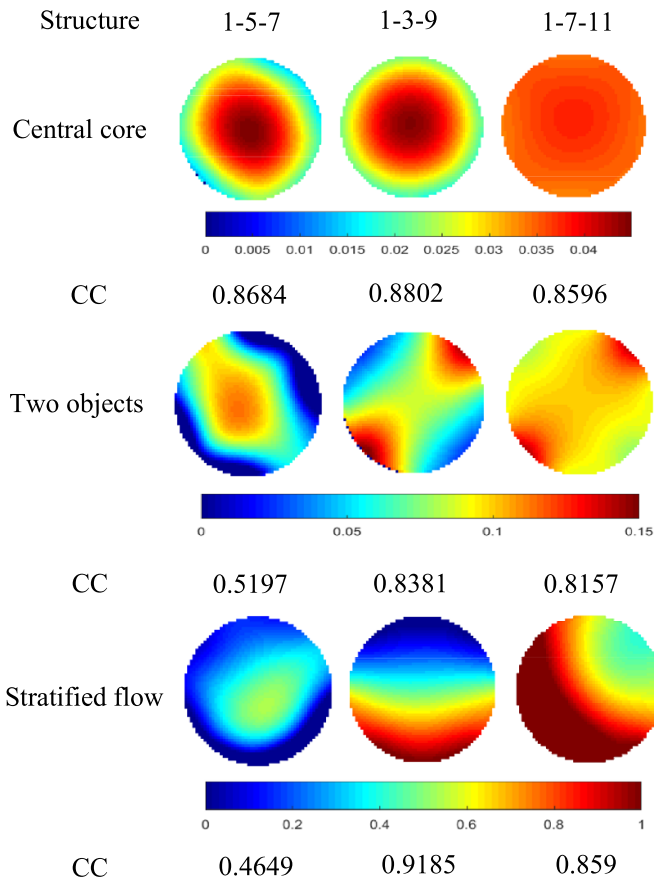 Structure 1-5-7 1-3-9 1-7-11
Central core
0 0.005 0.01 0.015 0.02 0.025 0.03 0.035 0.04
CC 0.8684 0.8802 0.8596
Two objects
0 0.05 0.1 0.15
CC 0.5197 0.8381 0.8157
Stratified flow
0 0.2 0.4 0.6 0.8 1
CC 0.4649 0.9185 0.859